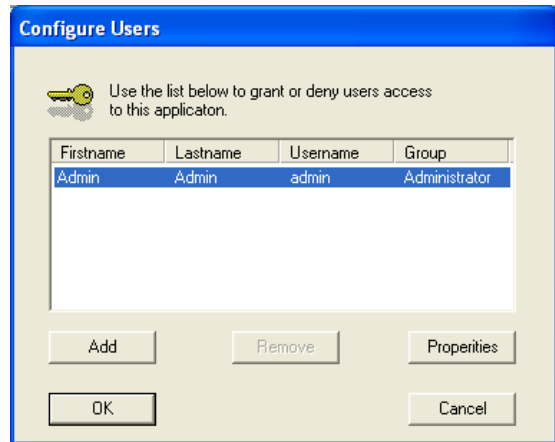 Configure Users
Use the list below to grant or deny users access
to this applicaton.
Firstname Lastname Username Group
Admin Admin admin Administrator
Add Remove Properities
OK Cancel